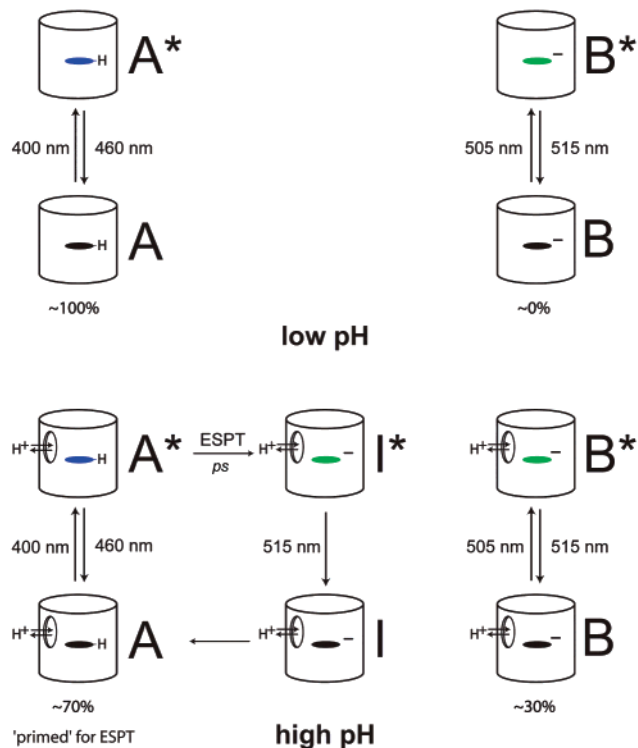 H A* − B*
400 nm 460 nm 505 nm 515 nm
H A − B
~100% ~0%
low pH
H⁺ H A* ESPT H⁺ − I* H⁺ − B*
ps
400 nm 460 nm 515 nm 505 nm 515 nm
H⁺ H A H⁺ − I H⁺ − B
~70% ~30%
'primed' for ESPT high pH